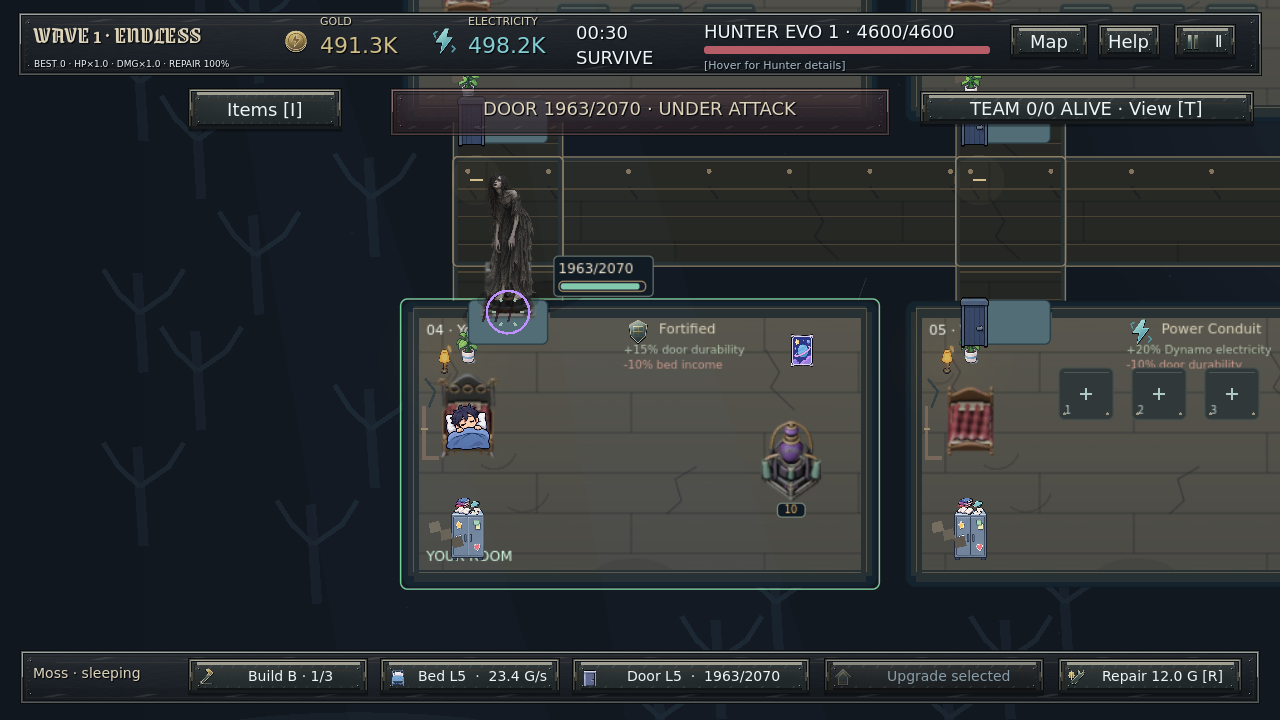 WAVE 1 · ENDLESS
BEST 0 · HP×1.0 · DMG×1.0 · REPAIR 100%
GOLD
491.3K
ELECTRICITY
498.2K
00:30
SURVIVE
HUNTER EVO 1 · 4600/4600
[Hover for Hunter details]
Map
Help
Items [I]
DOOR 1963/2070 · UNDER ATTACK
TEAM 0/0 ALIVE · View [T]
1963/2070
04 ·
Fortified
+15% door durability
-10% bed income
05 ·
Power Conduit
+20% Dynamo electricity
-10% door durability
1
2
3
10
YOUR ROOM
Moss · sleeping
Build B · 1/3
Bed L5 · 23.4 G/s
Door L5 · 1963/2070
Upgrade selected
Repair 12.0 G [R]